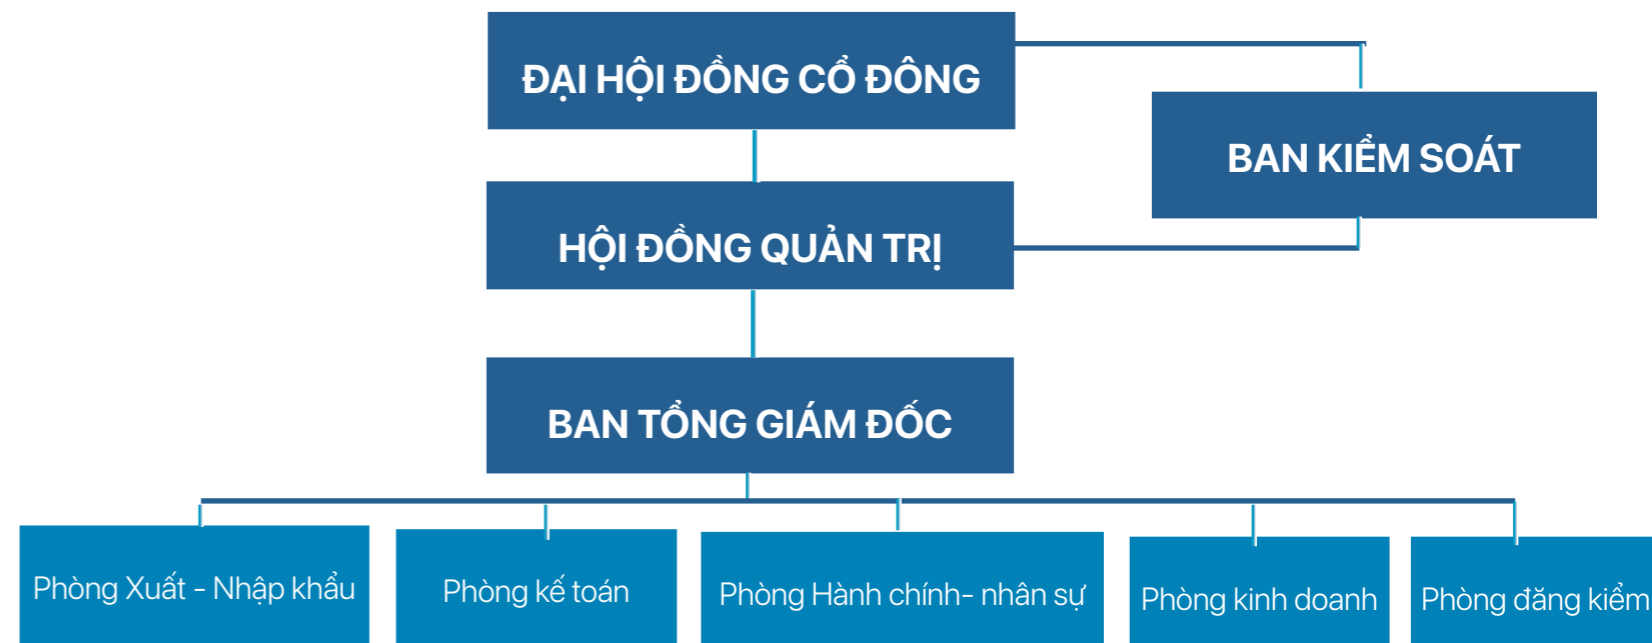 ĐẠI HỘI ĐỒNG CỔ ĐÔNG
BAN KIỂM SOÁT
HỘI ĐỒNG QUẢN TRỊ
BAN TỔNG GIÁM ĐỐC
Phòng Xuất - Nhập khẩu
Phòng kế toán
Phòng Hành chính- nhân sự
Phòng kinh doanh
Phòng đăng kiểm